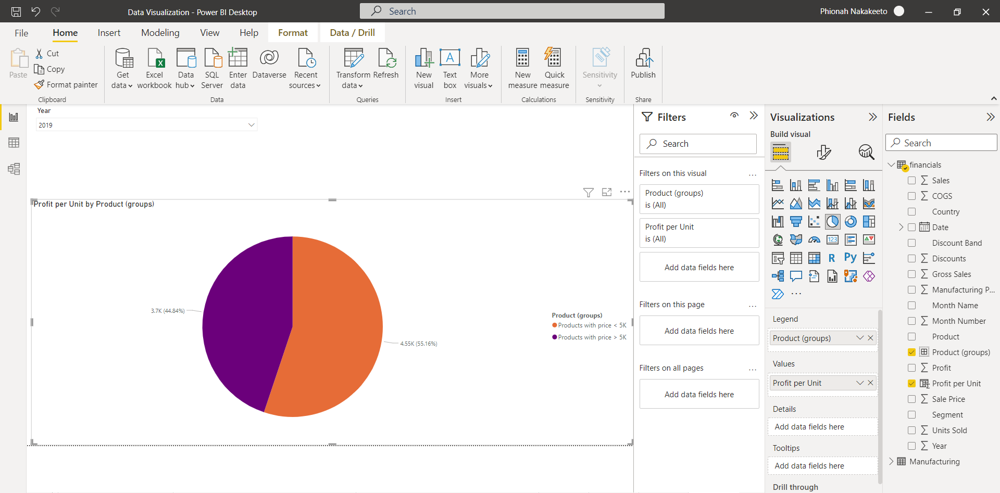 Data Visualization - Power BI Desktop
Search
Phionah Nakakeeto
File
Home
Insert
Modeling
View
Help
Format
Data / Drill
Paste
Cut
Copy
Format painter
Clipboard
Get
data
Excel
workbook
Data
hub
SQL
Server
Enter
data
Dataverse
Recent
sources
Data
Transform
data
Refresh
Queries
New
visual
Text
box
More
visuals
Insert
New
measure
Quick
measure
Calculations
Sensitivity
Sensitivity
Publish
Share
Year
2019
Profit per Unit by Product (groups)
3.7K (44.84%)
4.55K (55.16%)
Product (groups)
Products with price < 5K
Products with price > 5K
Filters
Search
Filters on this visual
...
Product (groups)
is (All)
Profit per Unit
is (All)
Add data fields here
Filters on this page
...
Add data fields here
Filters on all pages
...
Add data fields here
Visualizations
Build visual
123
R
Py
...
Legend
Product (groups)
Values
Profit per Unit
Details
Add data fields here
Tooltips
Add data fields here
Drill through
Fields
Search
financials
Sales
COGS
Country
Date
Discount Band
Discounts
Gross Sales
Manufacturing P...
Month Name
Month Number
Product
Product (groups)
Profit
Profit per Unit
Sale Price
Segment
Units Sold
Year
Manufacturing